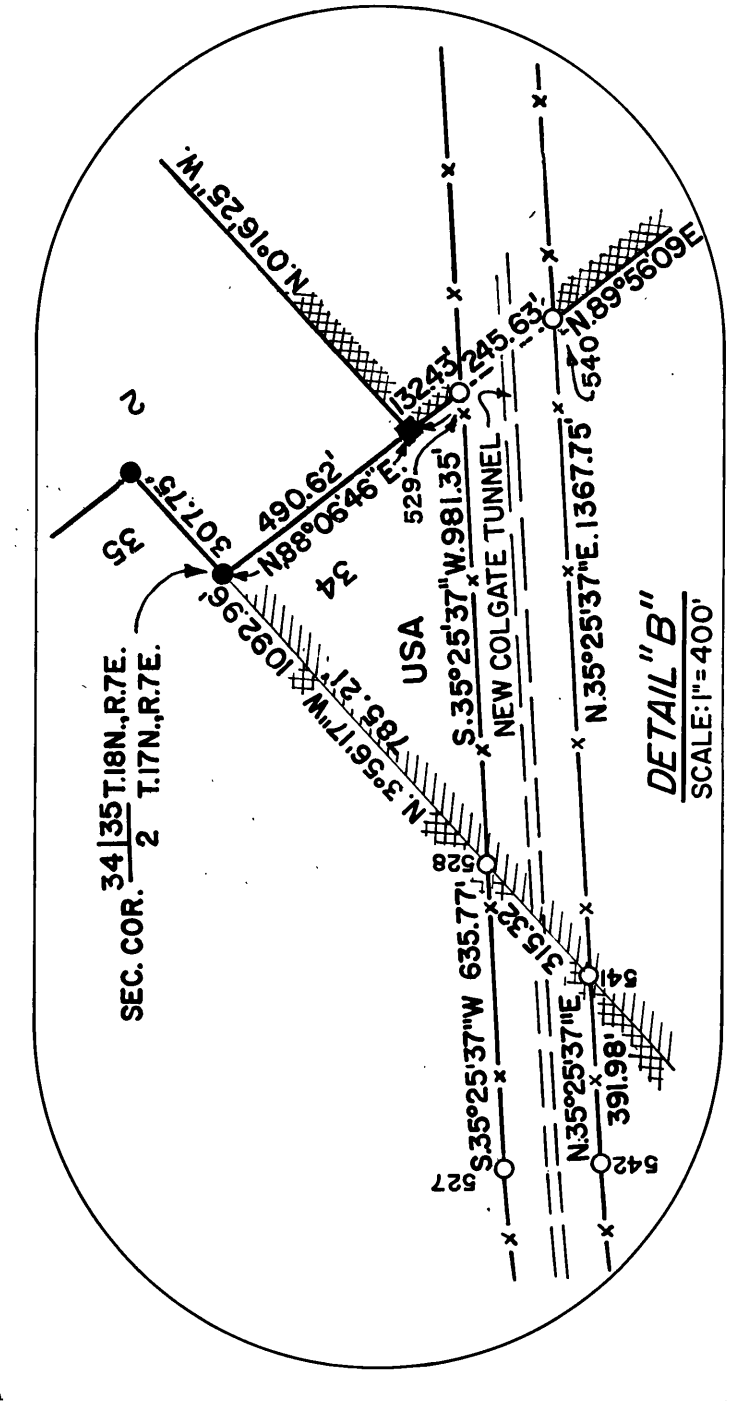 SEC. COR. 34|35 T.18N.,R.7E.
2 T.17N.,R.7E.
2
35
34
USA
N.0°16'25"W.
307.75'
1092.96'
N.3°56'17"W
785.21'
490.62'
N.88°06'46"E.
132.43'
245.63'
N.89°56'09E
529.
540
S.35°25'37"W.981.35'
NEW COLGATE TUNNEL
N.35°25'37"E.1367.75'
528
S.35°25'37"W 635.77'
527
315.32
541
N.35°25'37"E.
391.98'
542
DETAIL "B"
SCALE:1"=400'